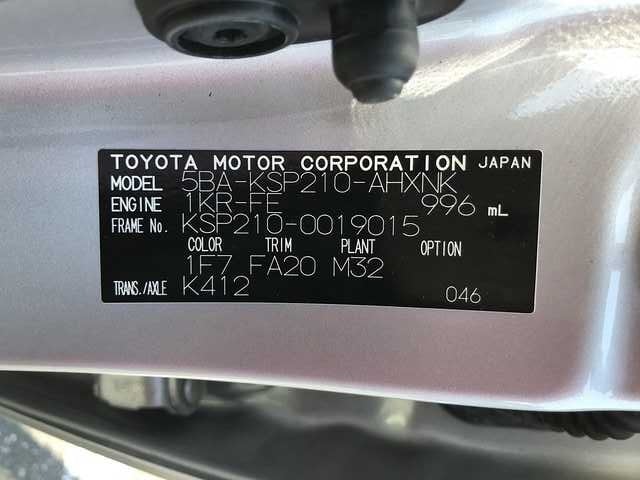 TOYOTA MOTOR CORPORATION JAPAN
MODEL 5BA-KSP210-AHXNK
ENGINE 1KR-FE 996 mL
FRAME No. KSP210-0019015
COLOR TRIM PLANT OPTION
1F7 FA20 M32
TRANS./AXLE K412 046